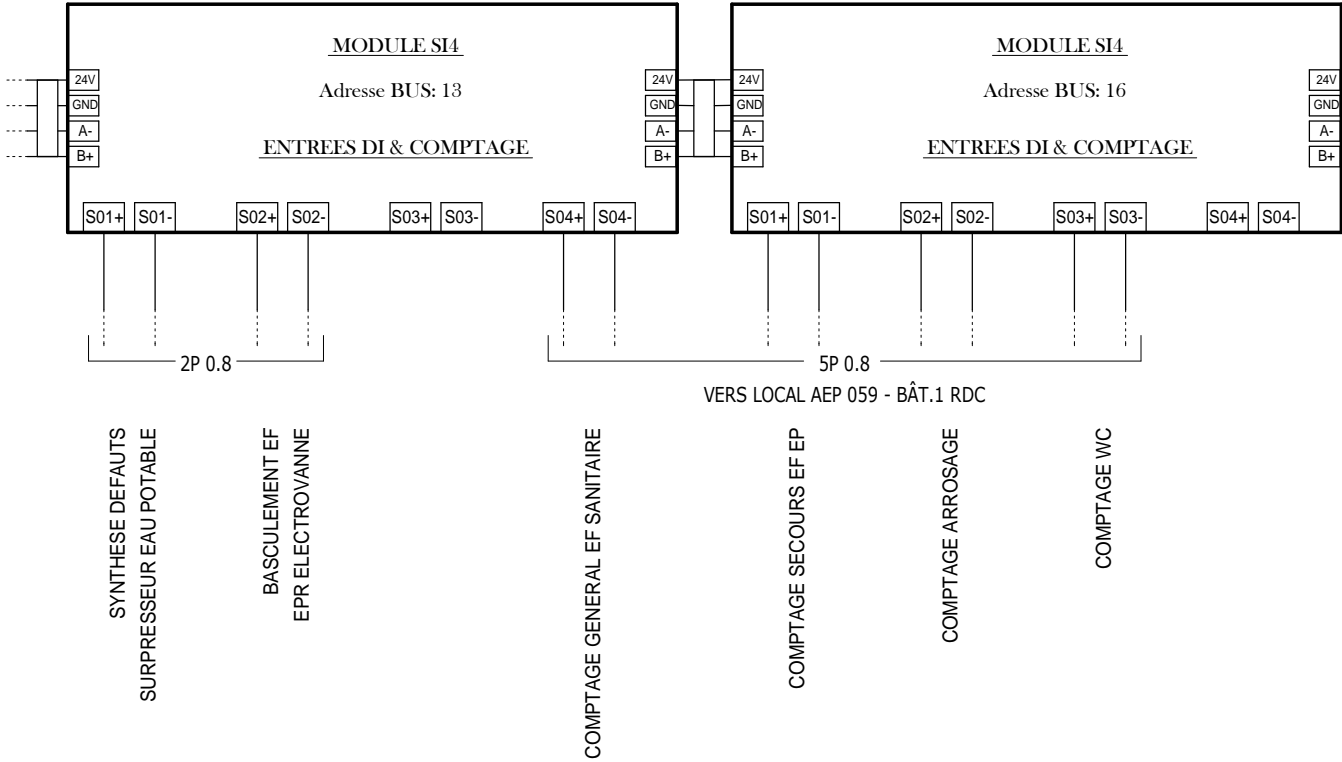 MODULE SI4
Adresse BUS: 13
ENTREES DI & COMPTAGE
24V
GND
A-
B+
24V
GND
A-
B+
S01+ S01- S02+ S02- S03+ S03- S04+ S04-
MODULE SI4
Adresse BUS: 16
ENTREES DI & COMPTAGE
24V
GND
A-
B+
24V
GND
A-
B+
S01+ S01- S02+ S02- S03+ S03- S04+ S04-
2P 0.8
5P 0.8
VERS LOCAL AEP 059 - BÂT.1 RDC
SYNTHESE DEFAUTS
SURPRESSEUR EAU POTABLE
BASCULEMENT EF
EPR ELECTROVANNE
COMPTAGE GENERAL EF SANITAIRE
COMPTAGE SECOURS EF EP
COMPTAGE ARROSAGE
COMPTAGE WC